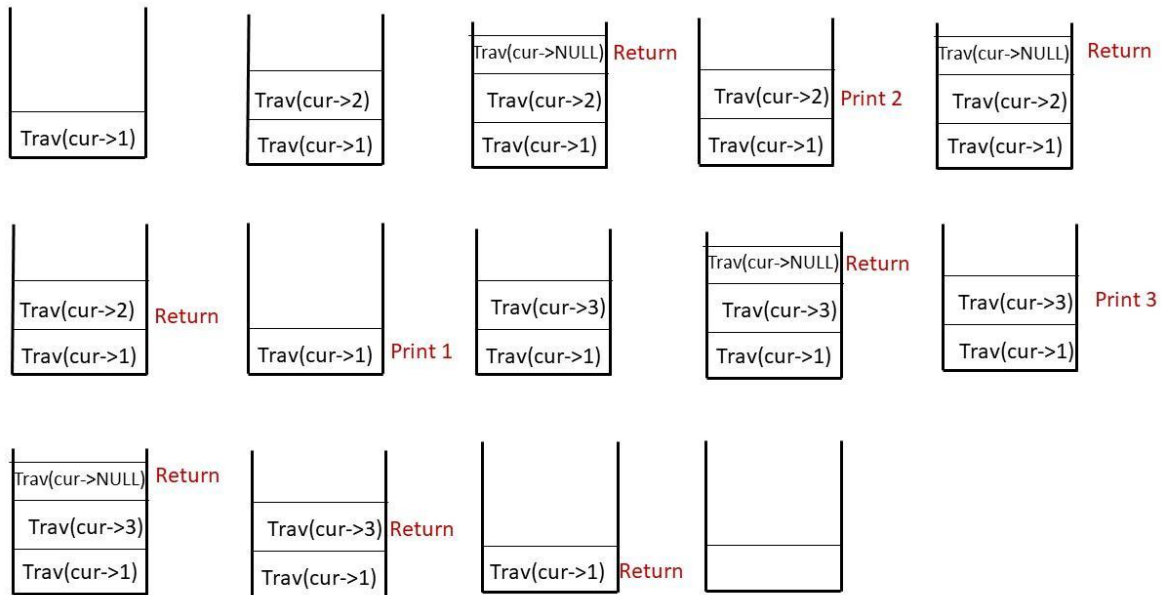 Trav(cur->1)
Trav(cur->2)
Trav(cur->1)
Trav(cur->NULL) Return
Trav(cur->2)
Trav(cur->1)
Trav(cur->2) Print 2
Trav(cur->1)
Trav(cur->NULL) Return
Trav(cur->2)
Trav(cur->1)
Trav(cur->2) Return
Trav(cur->1)
Trav(cur->1) Print 1
Trav(cur->3)
Trav(cur->1)
Trav(cur->NULL) Return
Trav(cur->3)
Trav(cur->1)
Trav(cur->3) Print 3
Trav(cur->1)
Trav(cur->NULL) Return
Trav(cur->3)
Trav(cur->1)
Trav(cur->3) Return
Trav(cur->1)
Trav(cur->1) Return